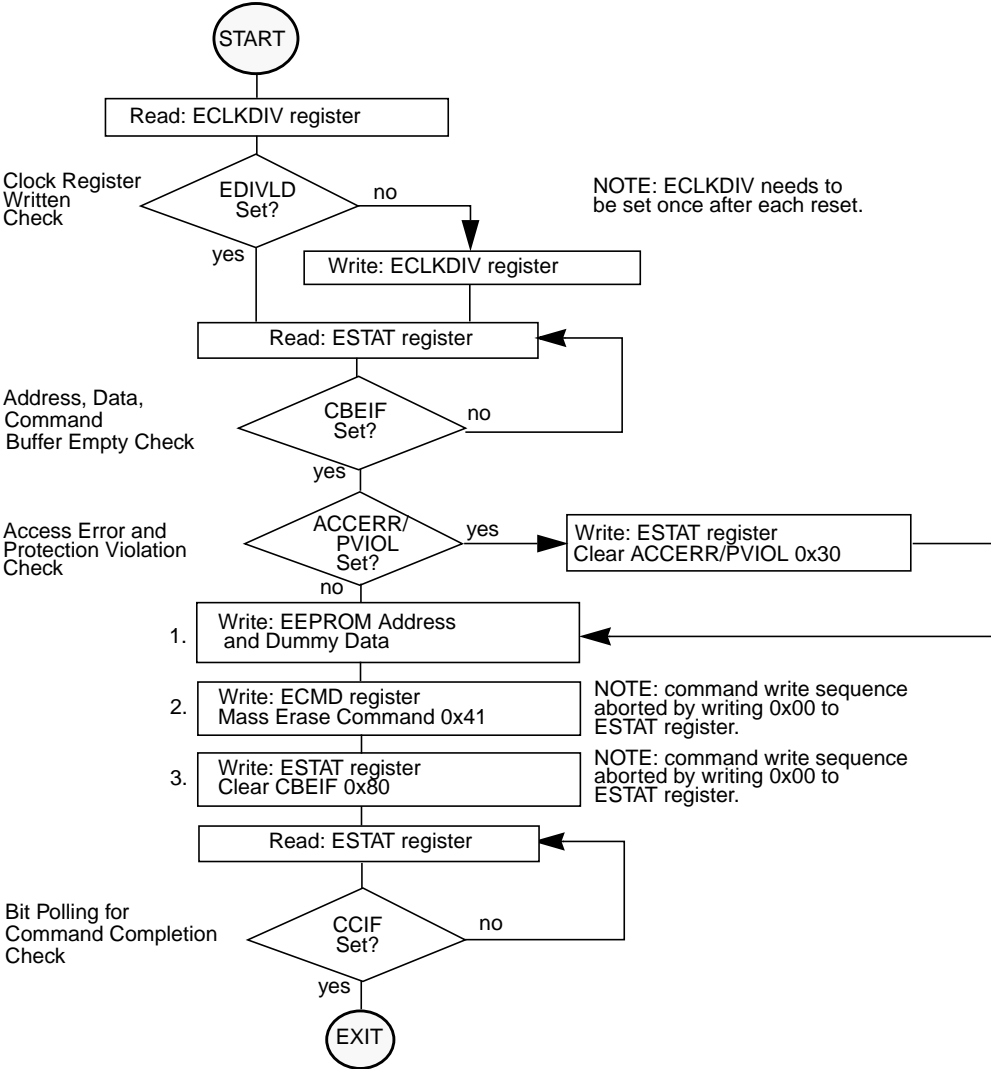 START
Read: ECLKDIV register
Clock Register
Written
Check
EDIVLD
Set?
no
yes
NOTE: ECLKDIV needs to
be set once after each reset.
Write: ECLKDIV register
Read: ESTAT register
Address, Data,
Command
Buffer Empty Check
CBEIF
Set?
no
yes
Access Error and
Protection Violation
Check
ACCERR/
PVIOL
Set?
yes
no
Write: ESTAT register
Clear ACCERR/PVIOL 0x30
1.
Write: EEPROM Address
and Dummy Data
2.
Write: ECMD register
Mass Erase Command 0x41
NOTE: command write sequence
aborted by writing 0x00 to
ESTAT register.
3.
Write: ESTAT register
Clear CBEIF 0x80
NOTE: command write sequence
aborted by writing 0x00 to
ESTAT register.
Read: ESTAT register
Bit Polling for
Command Completion
Check
CCIF
Set?
no
yes
EXIT